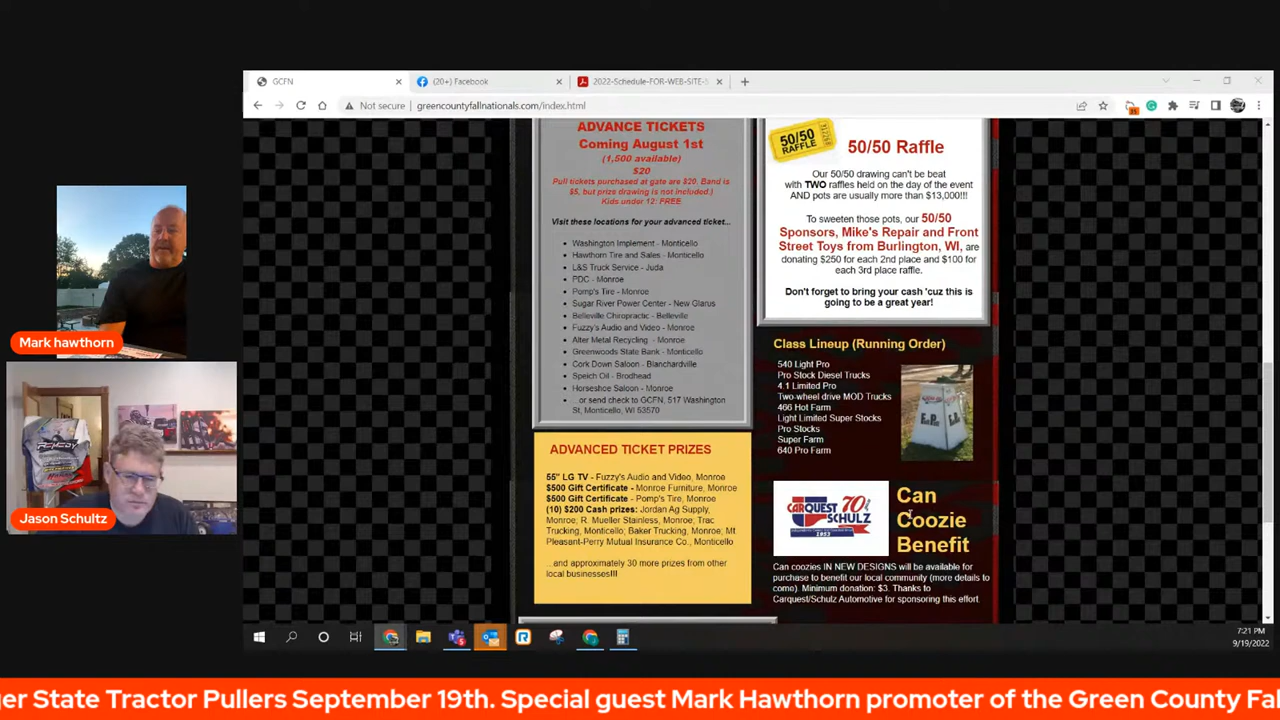 GCFN
(20+) Facebook
2022-Schedule-FOR-WEB-SITE-
Not secure
greencountyfallnationals.com/index.html
ADVANCE TICKETS
Coming August 1st
(1,500 available)
$20
Pull tickets purchased at gate are $20. Band is
$5, but prize drawing is not included.)
Kids under 12: FREE
Visit these locations for your advanced ticket...
Washington Implement - Monticello
Hawthorn Tire and Sales - Monticello
L&S Truck Service - Juda
PDC - Monroe
Pomp's Tire - Monroe
Sugar River Power Center - New Glarus
Belleville Chiropractic - Belleville
Fuzzy's Audio and Video - Monroe
Alter Metal Recycling - Monroe
Greenwoods State Bank - Monticello
Cork Down Saloon - Blanchardville
Speich Oil - Brodhead
Horseshoe Saloon - Monroe
...or send check to GCFN, 517 Washington
St, Monticello, WI 53570
ADVANCED TICKET PRIZES
55" LG TV - Fuzzy's Audio and Video, Monroe
$500 Gift Certificate - Monroe Furniture, Monroe
$500 Gift Certificate - Pomp's Tire, Monroe
(10) $200 Cash prizes: Jordan Ag Supply,
Monroe; R. Mueller Stainless, Monroe; Trac
Trucking, Monticello; Baker Trucking, Monroe; Mt
Pleasant-Perry Mutual Insurance Co., Monticello
...and approximately 30 more prizes from other
local businesses!!!
50/50
RAFFLE
50/50 Raffle
Our 50/50 drawing can't be beat
with TWO raffles held on the day of the event
AND pots are usually more than $13,000!!!
To sweeten those pots, our 50/50
Sponsors, Mike's Repair and Front
Street Toys from Burlington, WI, are
donating $250 for each 2nd place and $100 for
each 3rd place raffle.
Don't forget to bring your cash 'cuz this is
going to be a great year!
Class Lineup (Running Order)
540 Light Pro
Pro Stock Diesel Trucks
4.1 Limited Pro
Two-wheel drive MOD Trucks
466 Hot Farm
Light Limited Super Stocks
Pro Stocks
Super Farm
640 Pro Farm
CARQUEST 70
SCHULZ
1953
Can
Coozie
Benefit
Can coozies IN NEW DESIGNS will be available for
purchase to benefit our local community (more details to
come). Minimum donation: $3. Thanks to
Carquest/Schulz Automotive for sponsoring this effort.
Mark hawthorn
Jason Schultz
7:21 PM
9/19/2022
ger State Tractor Pullers September 19th. Special guest Mark Hawthorn promoter of the Green County Fal